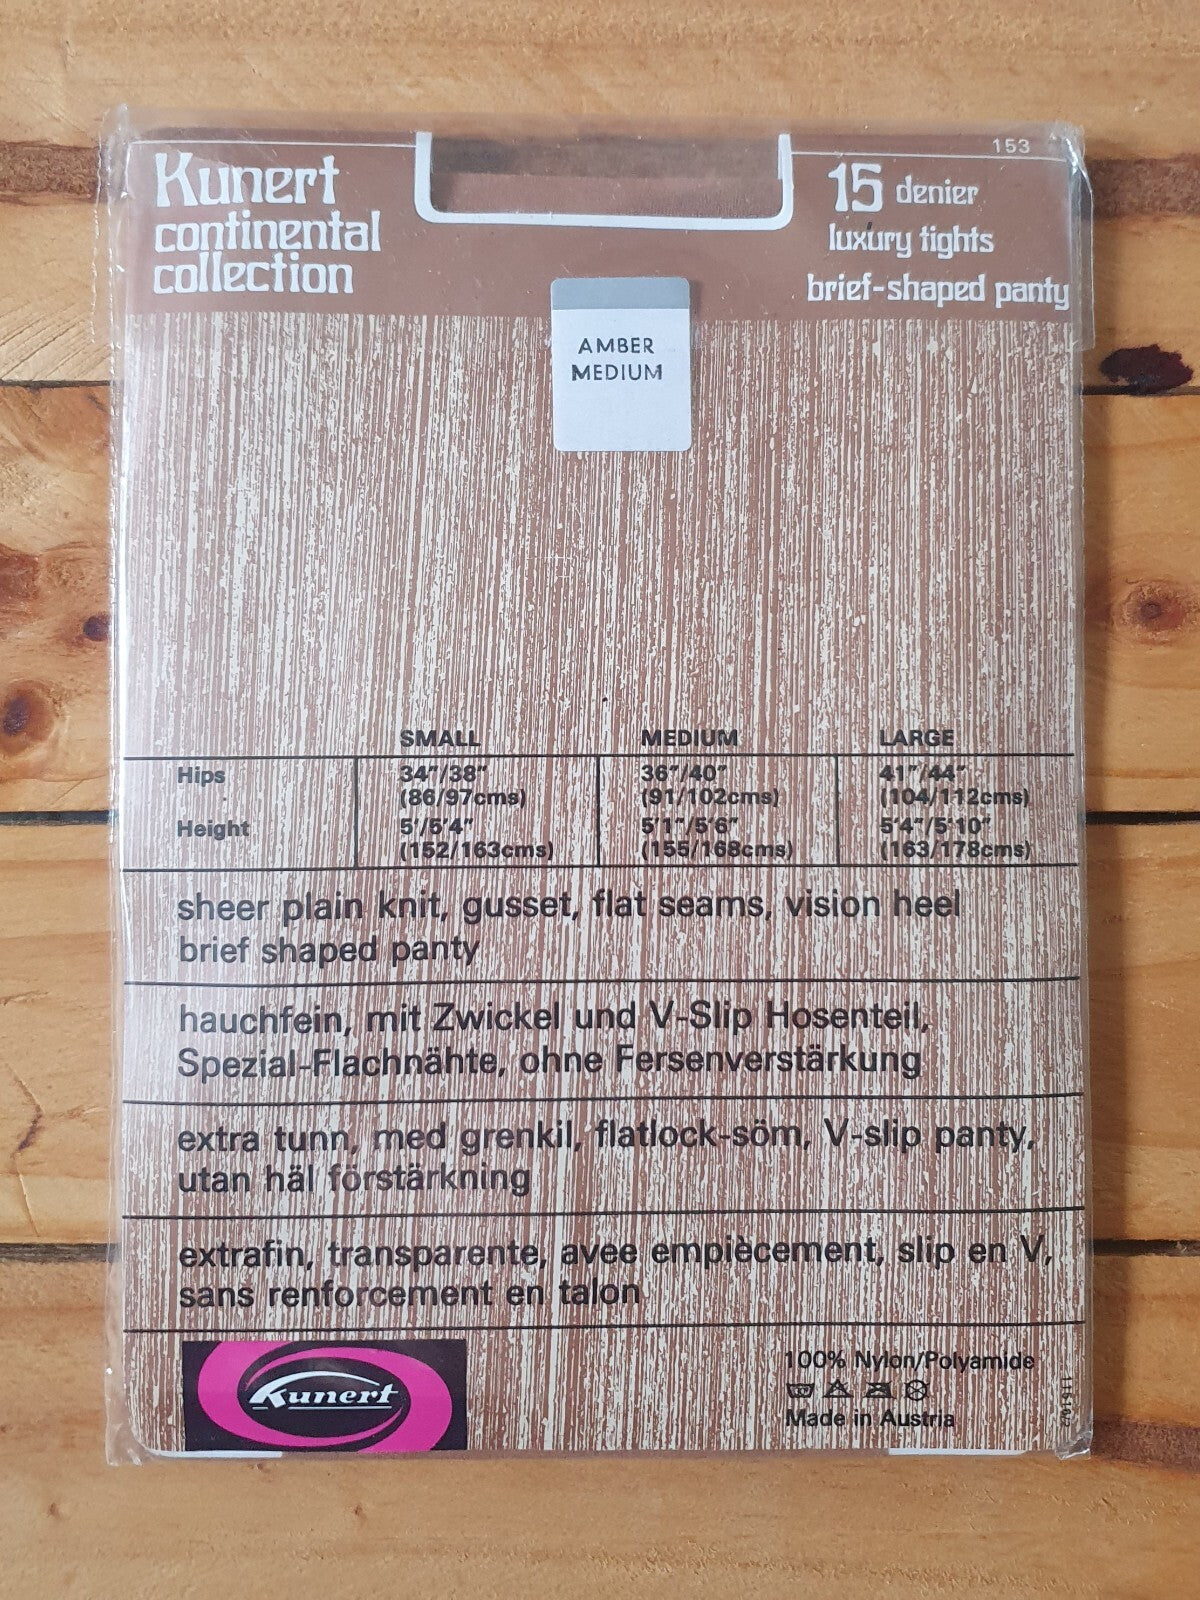 153
Kunert
continental
collection
15 denier
luxury tights
brief-shaped panty
AMBER
MEDIUM
SMALL MEDIUM LARGE
Hips 34"/38" 36"/40" 41"/44"
(86/97cms) (91/102cms) (104/112cms)
Height 5'/5'4" 5'1"/5'6" 5'4"/5'10"
(152/163cms) (155/168cms) (163/178cms)
sheer plain knit, gusset, flat seams, vision heel
brief shaped panty
hauchfein, mit Zwickel und V-Slip Hosenteil,
Spezial-Flachnähte, ohne Fersenverstärkung
extra tunn, med grenkil, flatlock-söm, V-slip panty,
utan häl förstärkning
extrafin, transparente, avee empiècement, slip en V,
sans renforcement en talon
Kunert
100% Nylon/Polyamide
Made in Austria